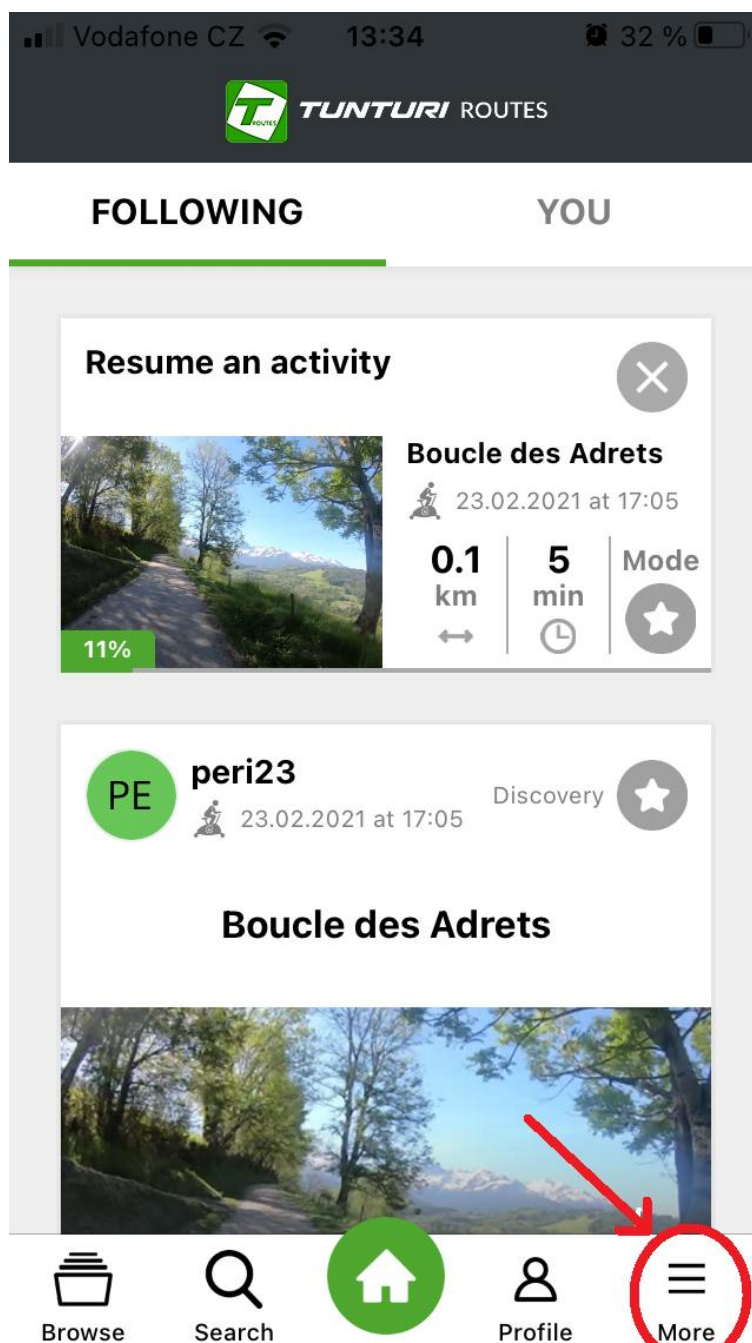 Vodafone CZ 13:34 32 %
T ROUTES TUNTURI ROUTES
FOLLOWING YOU
Resume an activity
Boucle des Adrets
23.02.2021 at 17:05
0.1 5 Mode
km min
11%
PE peri23
23.02.2021 at 17:05 Discovery
Boucle des Adrets
Browse Search Profile More